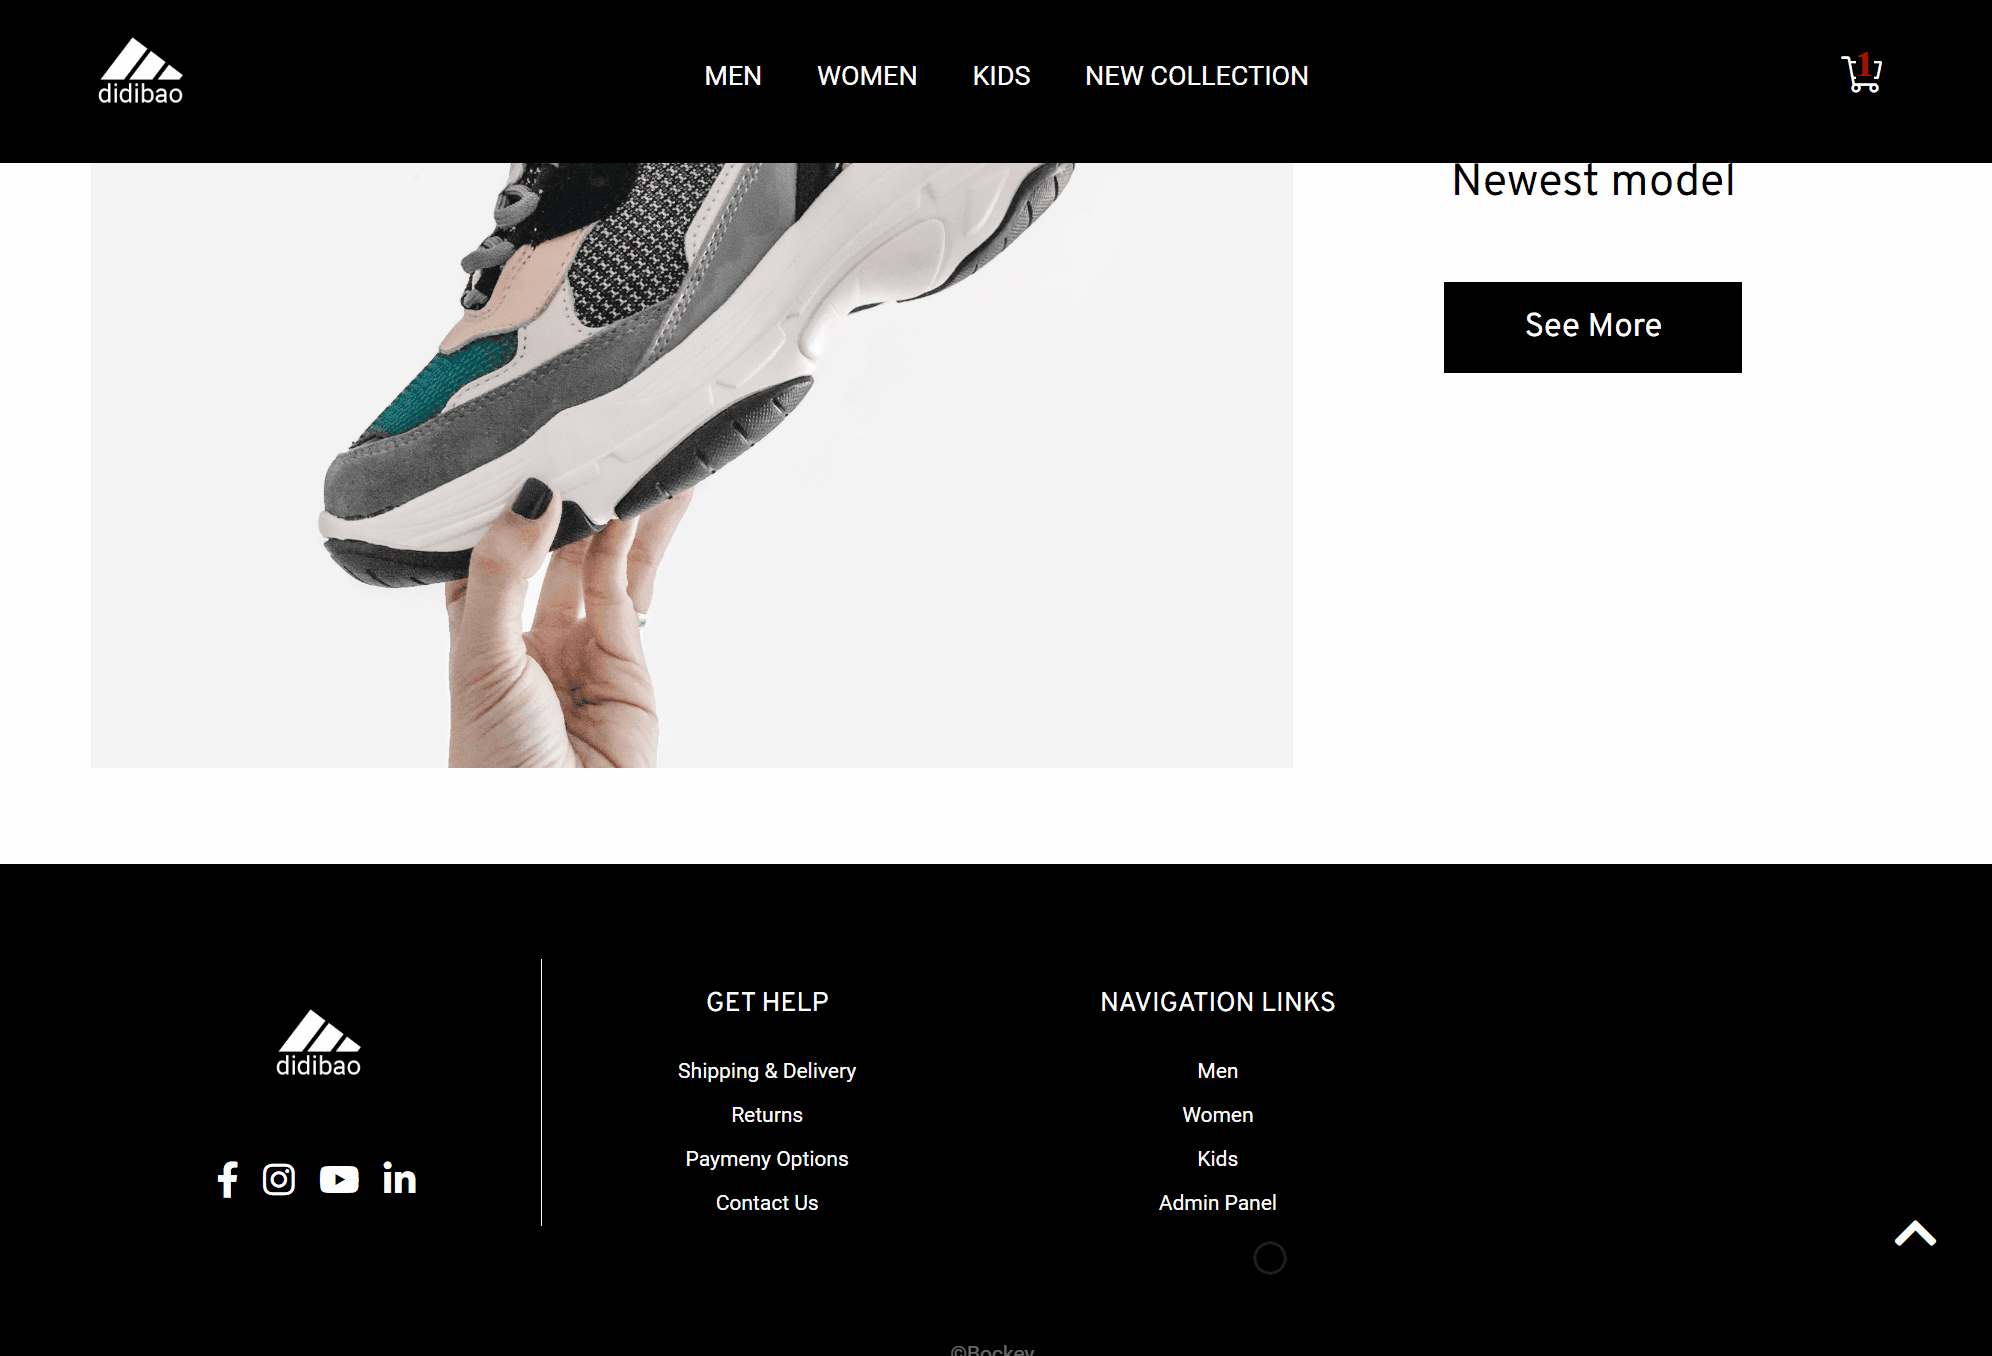 didibao
MEN WOMEN KIDS NEW COLLECTION
1
Newest model
See More
didibao
GET HELP
Shipping & Delivery
Returns
Paymeny Options
Contact Us
NAVIGATION LINKS
Men
Women
Kids
Admin Panel
©Rockey